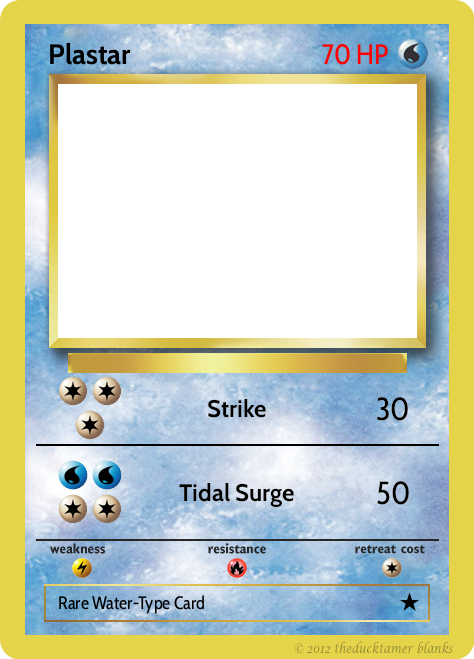 Plastar 70 HP
Strike 30
Tidal Surge 50
weakness resistance retreat cost
Rare Water-Type Card
© 2012 theducktamer blanks